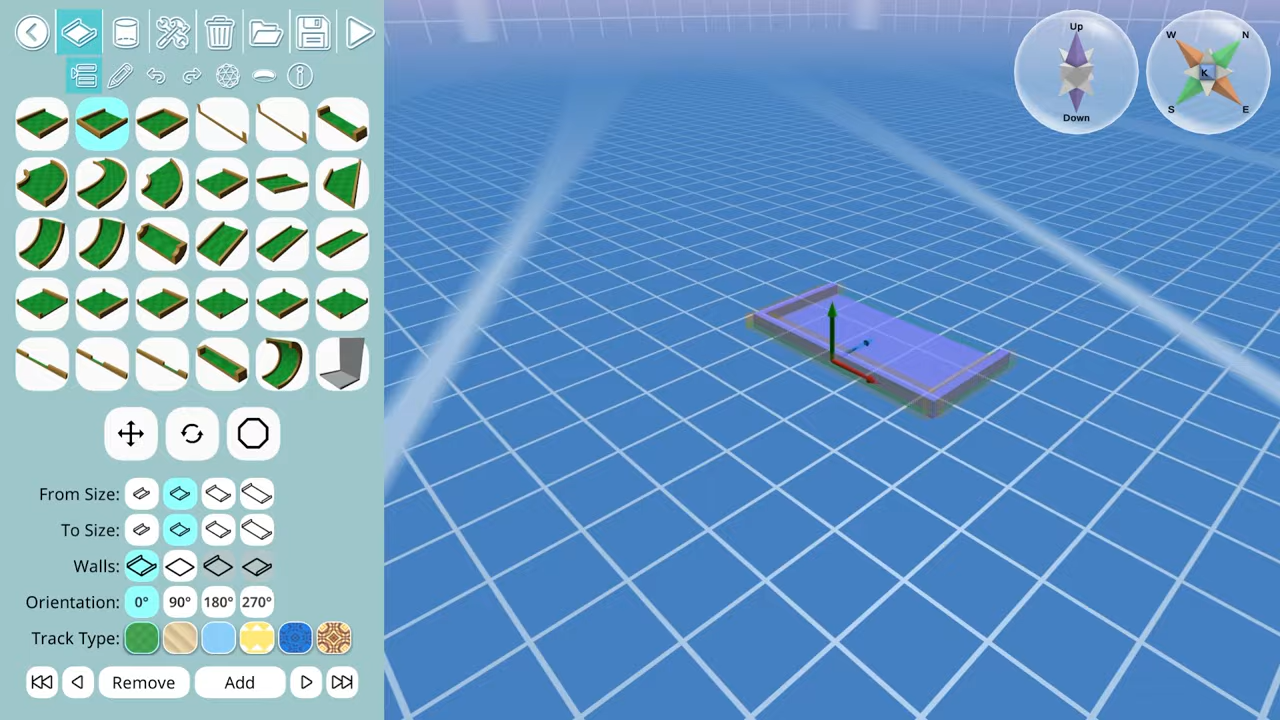 Up
Down
W
N
K
S
E
From Size:
To Size:
Walls:
Orientation: 0° 90° 180° 270°
Track Type:
Remove Add